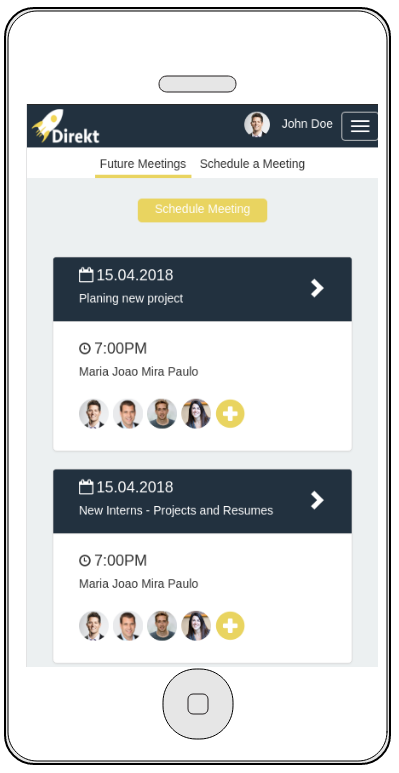 Direkt
John Doe
Future Meetings Schedule a Meeting
Schedule Meeting
15.04.2018
Planing new project
7:00PM
Maria Joao Mira Paulo
15.04.2018
New Interns - Projects and Resumes
7:00PM
Maria Joao Mira Paulo